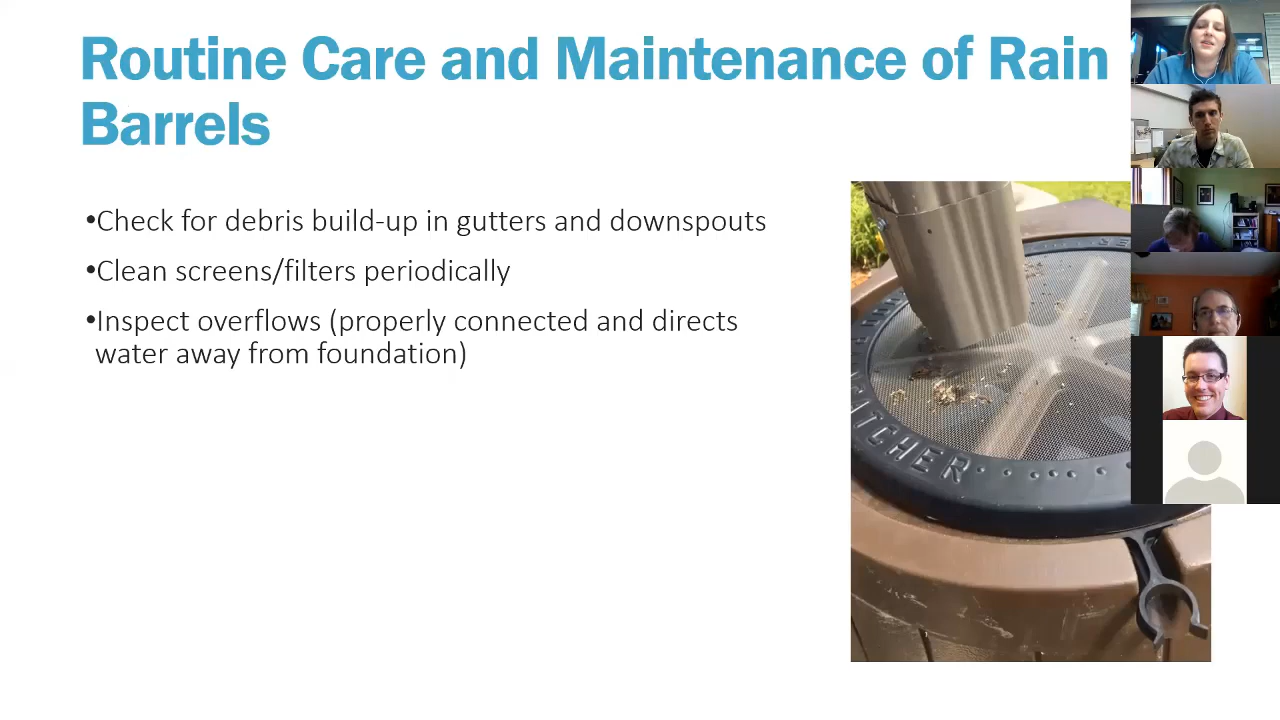 Routine Care and Maintenance of Rain
Barrels
•Check for debris build-up in gutters and downspouts
•Clean screens/filters periodically
•Inspect overflows (properly connected and directs
water away from foundation)